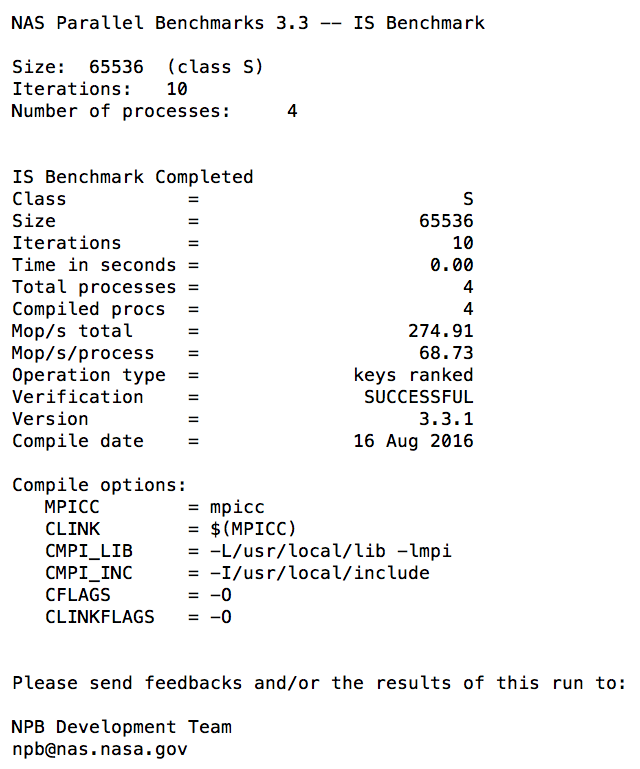 NAS Parallel Benchmarks 3.3 -- IS Benchmark
Size:  65536  (class S)
Iterations:   10
Number of processes:     4
IS Benchmark Completed
Class           =                        S
Size            =                    65536
Iterations      =                       10
Time in seconds =                     0.00
Total processes =                        4
Compiled procs  =                        4
Mop/s total     =                   274.91
Mop/s/process   =                    68.73
Operation type  =              keys ranked
Verification    =               SUCCESSFUL
Version         =                    3.3.1
Compile date    =              16 Aug 2016
Compile options:
   MPICC        = mpicc
   CLINK        = $(MPICC)
   CMPI_LIB     = -L/usr/local/lib -lmpi
   CMPI_INC     = -I/usr/local/include
   CFLAGS       = -O
   CLINKFLAGS   = -O
Please send feedbacks and/or the results of this run to:
NPB Development Team
npb@nas.nasa.gov